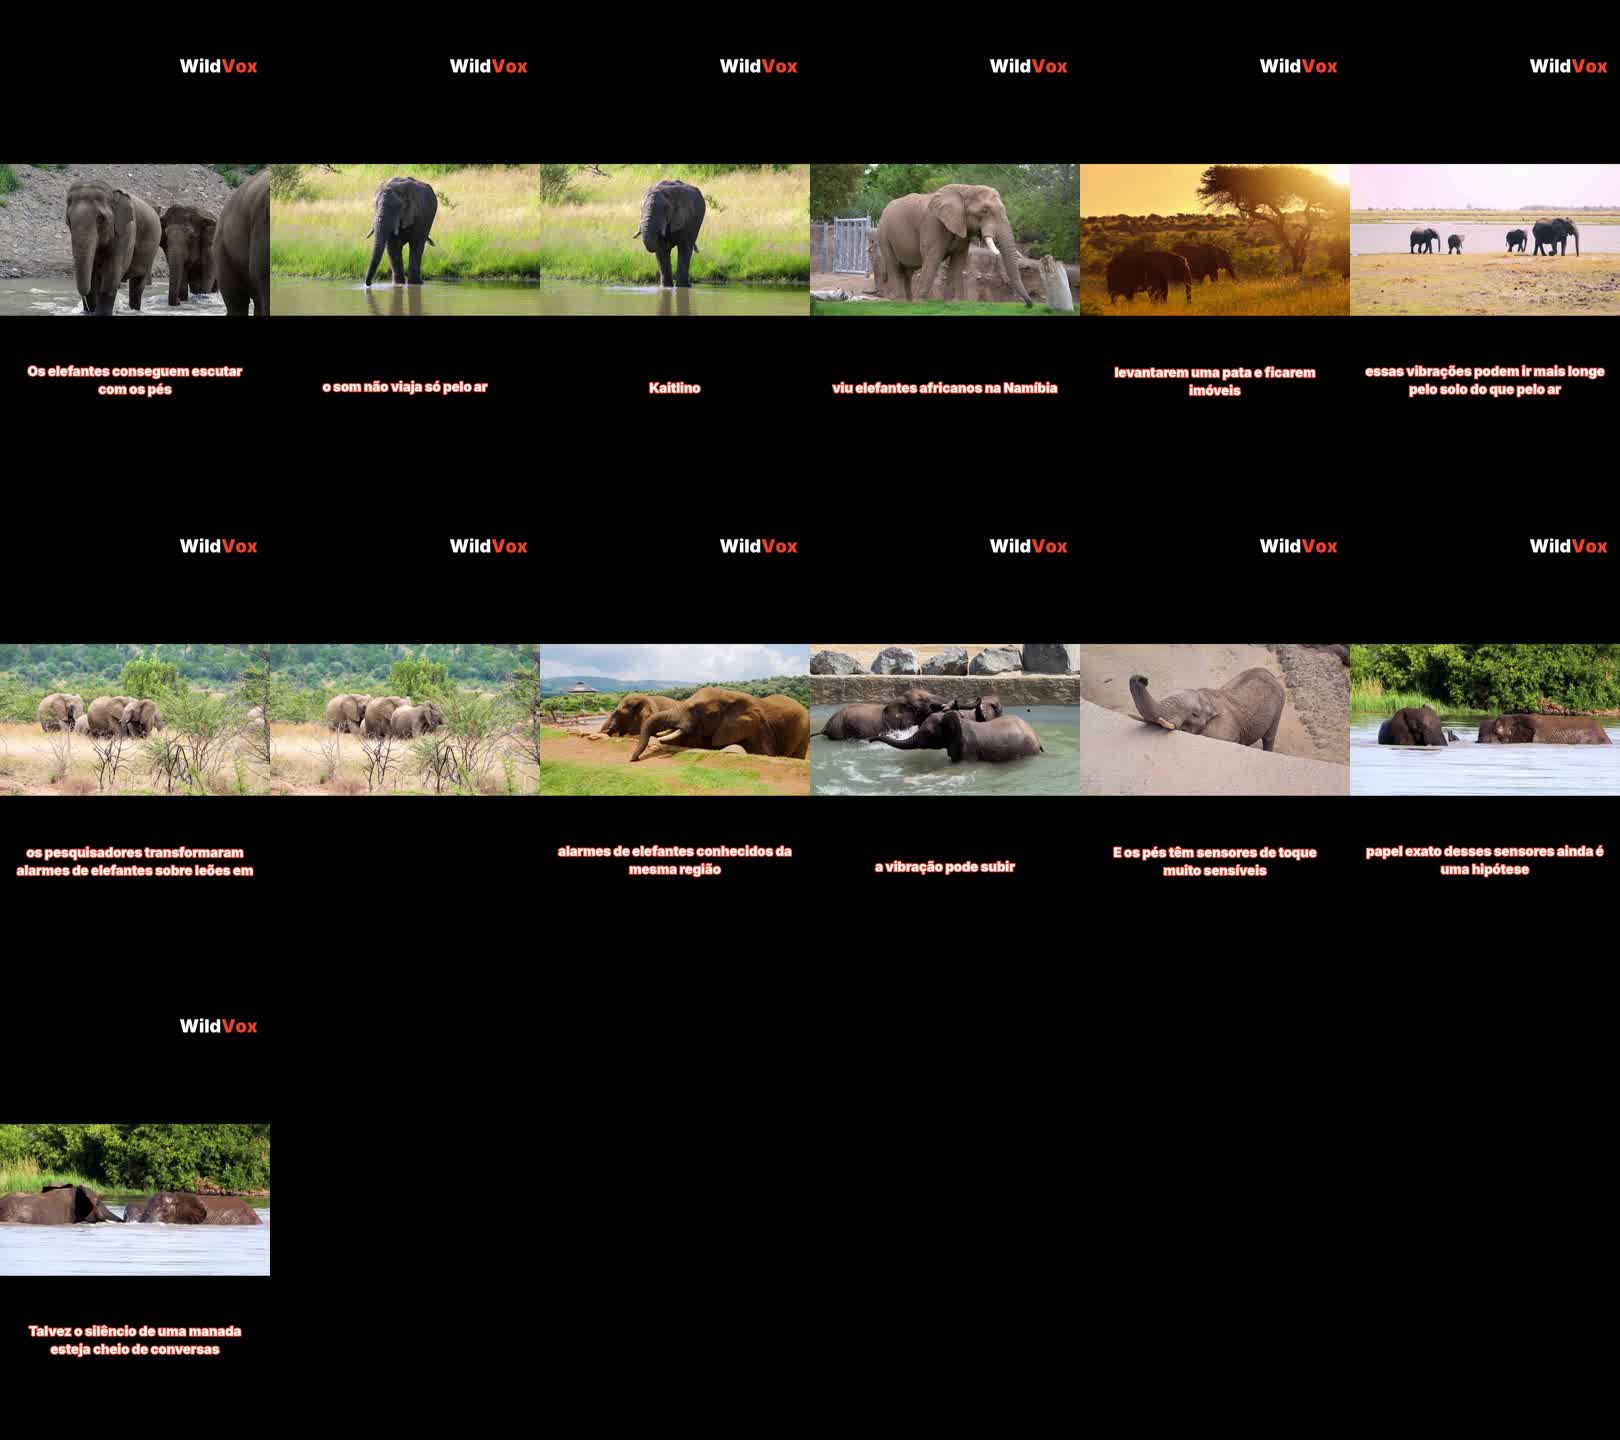 WildVox
WildVox
WildVox
WildVox
WildVox
WildVox
Os elefantes conseguem escutar
com os pés
o som não viaja só pelo ar
Kaitlino
viu elefantes africanos na Namíbia
levantarem uma pata e ficarem
imóveis
essas vibrações podem ir mais longe
pelo solo do que pelo ar
WildVox
WildVox
WildVox
WildVox
WildVox
WildVox
os pesquisadores transformaram
alarmes de elefantes sobre leões em
alarmes de elefantes conhecidos da
mesma região
a vibração pode subir
E os pés têm sensores de toque
muito sensíveis
papel exato desses sensores ainda é
uma hipótese
WildVox
Talvez o silêncio de uma manada
esteja cheio de conversas